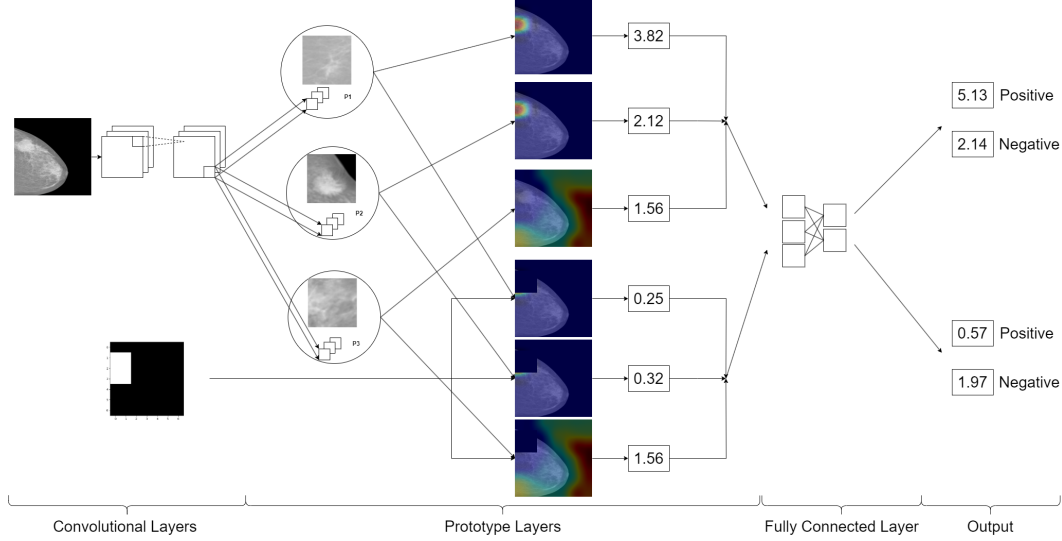 3.82
P1
5.13 Positive
2.12
2.14 Negative
P2
1.56
0.25
P3
0.57 Positive
0.32
1.97 Negative
1.56
Convolutional Layers
Prototype Layers
Fully Connected Layer
Output